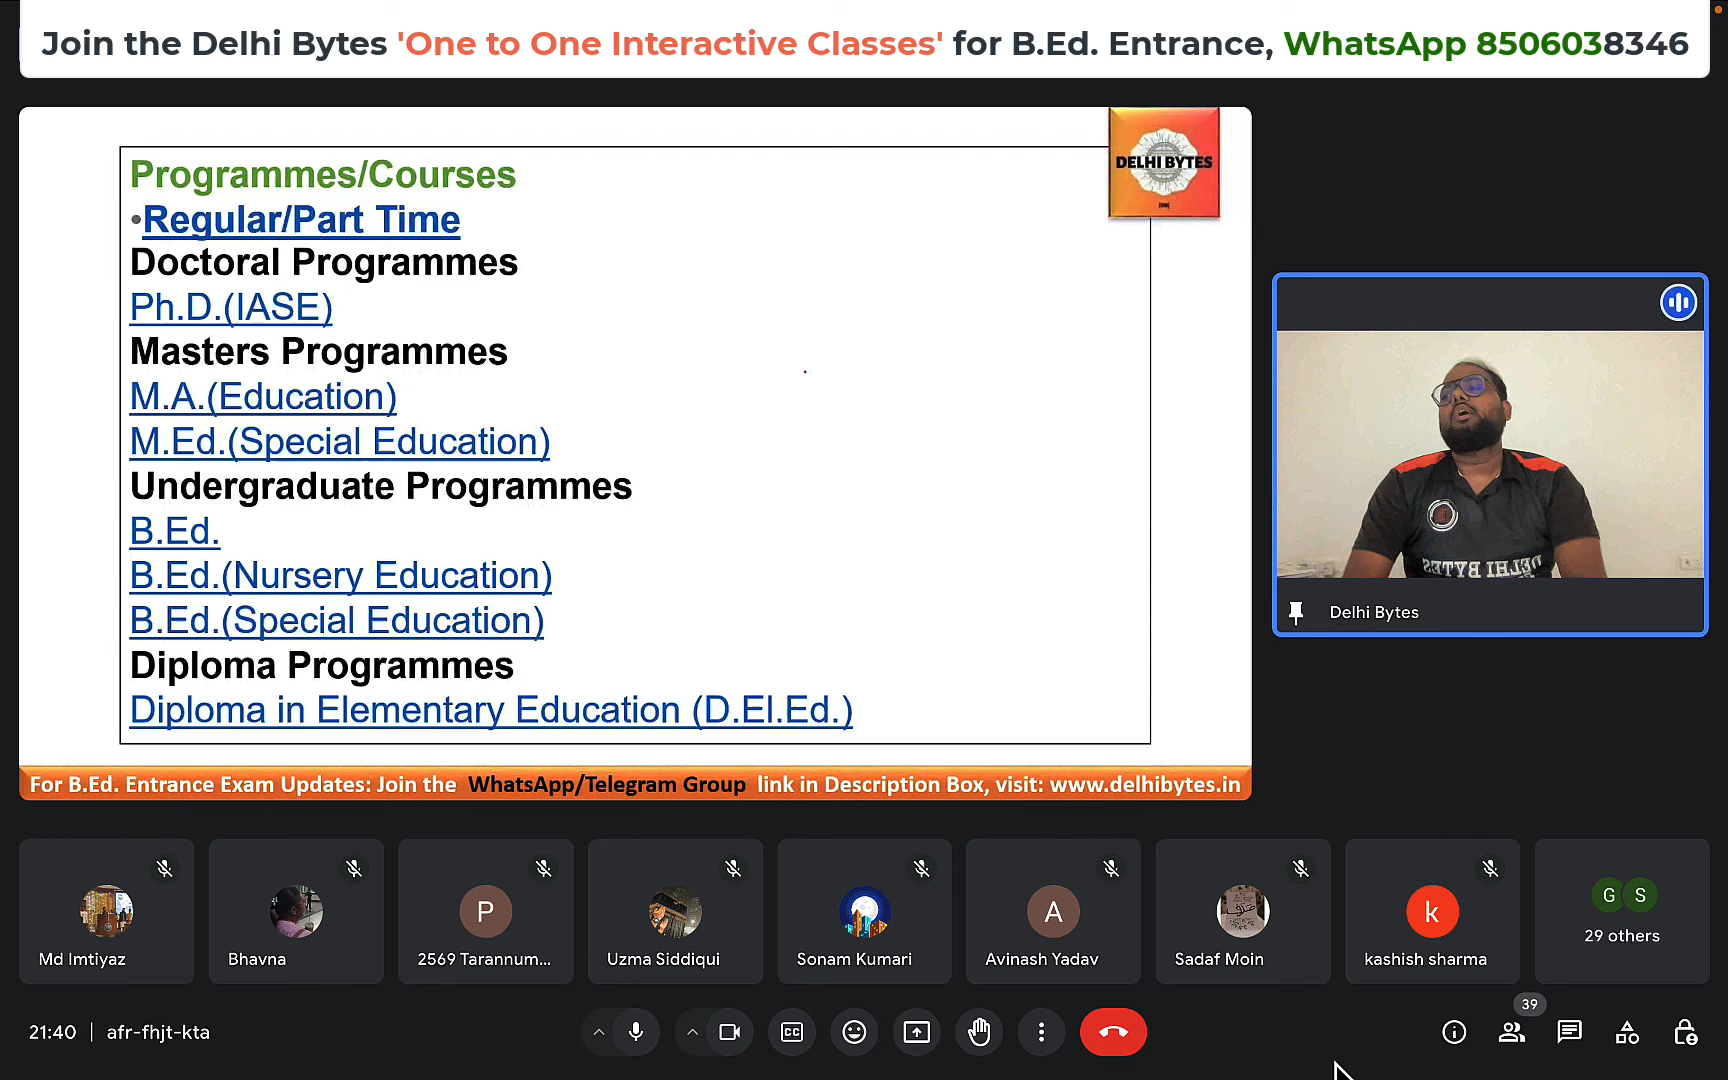 Join the Delhi Bytes 'One to One Interactive Classes' for B.Ed. Entrance, WhatsApp 8506038346
DELHI BYTES
Programmes/Courses
•Regular/Part Time
Doctoral Programmes
Ph.D.(IASE)
Masters Programmes
M.A.(Education)
M.Ed.(Special Education)
Undergraduate Programmes
B.Ed.
B.Ed.(Nursery Education)
B.Ed.(Special Education)
Diploma Programmes
Diploma in Elementary Education (D.El.Ed.)
For B.Ed. Entrance Exam Updates: Join the WhatsApp/Telegram Group link in Description Box, visit: www.delhibytes.in
DELHI BYTES
Delhi Bytes
P
A
k
G S
29 others
Md Imtiyaz
Bhavna
2569 Tarannum...
Uzma Siddiqui
Sonam Kumari
Avinash Yadav
Sadaf Moin
kashish sharma
39
21:40 | afr-fhjt-kta
CC